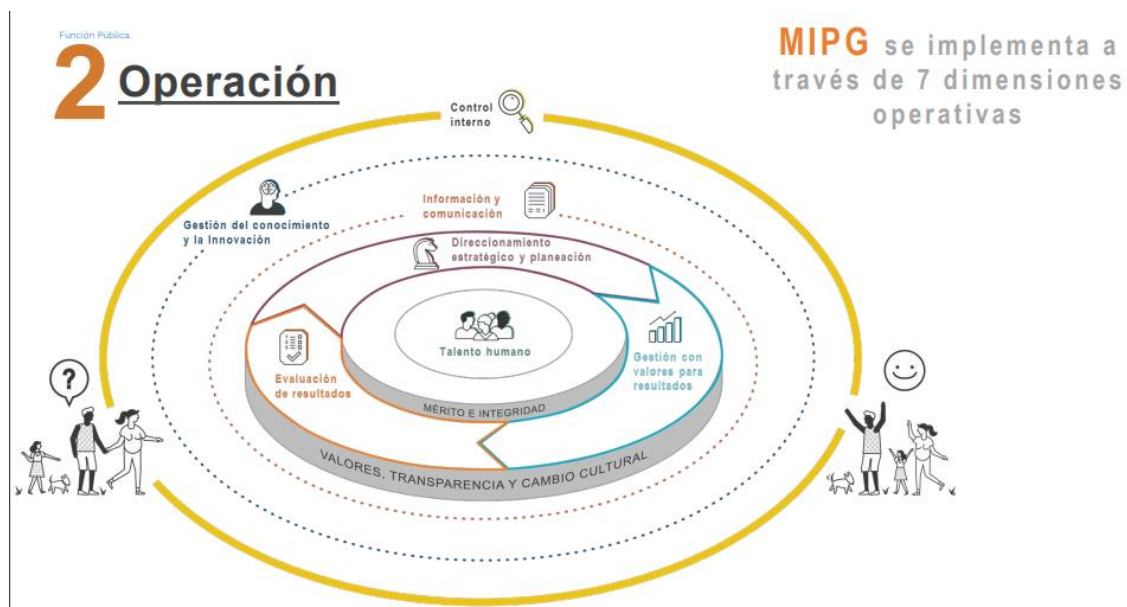 Función Pública
2 Operación
MIPG se implementa a
través de 7 dimensiones
operativas
Control
interno
Gestión del conocimiento
y la Innovación
Información y
comunicación
Direccionamiento
estratégico y planeación
Talento humano
Gestión con
valores para
resultados
Evaluación
de resultados
MÉRITO E INTEGRIDAD
VALORES, TRANSPARENCIA Y CAMBIO CULTURAL
?